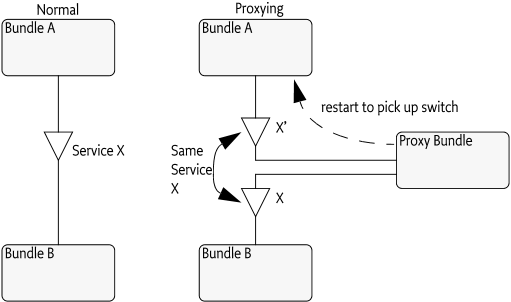 Normal
Bundle A
Service X
Bundle B
Proxying
Bundle A
restart to pick up switch
X’
Proxy Bundle
Same
Service
X
X
Bundle B